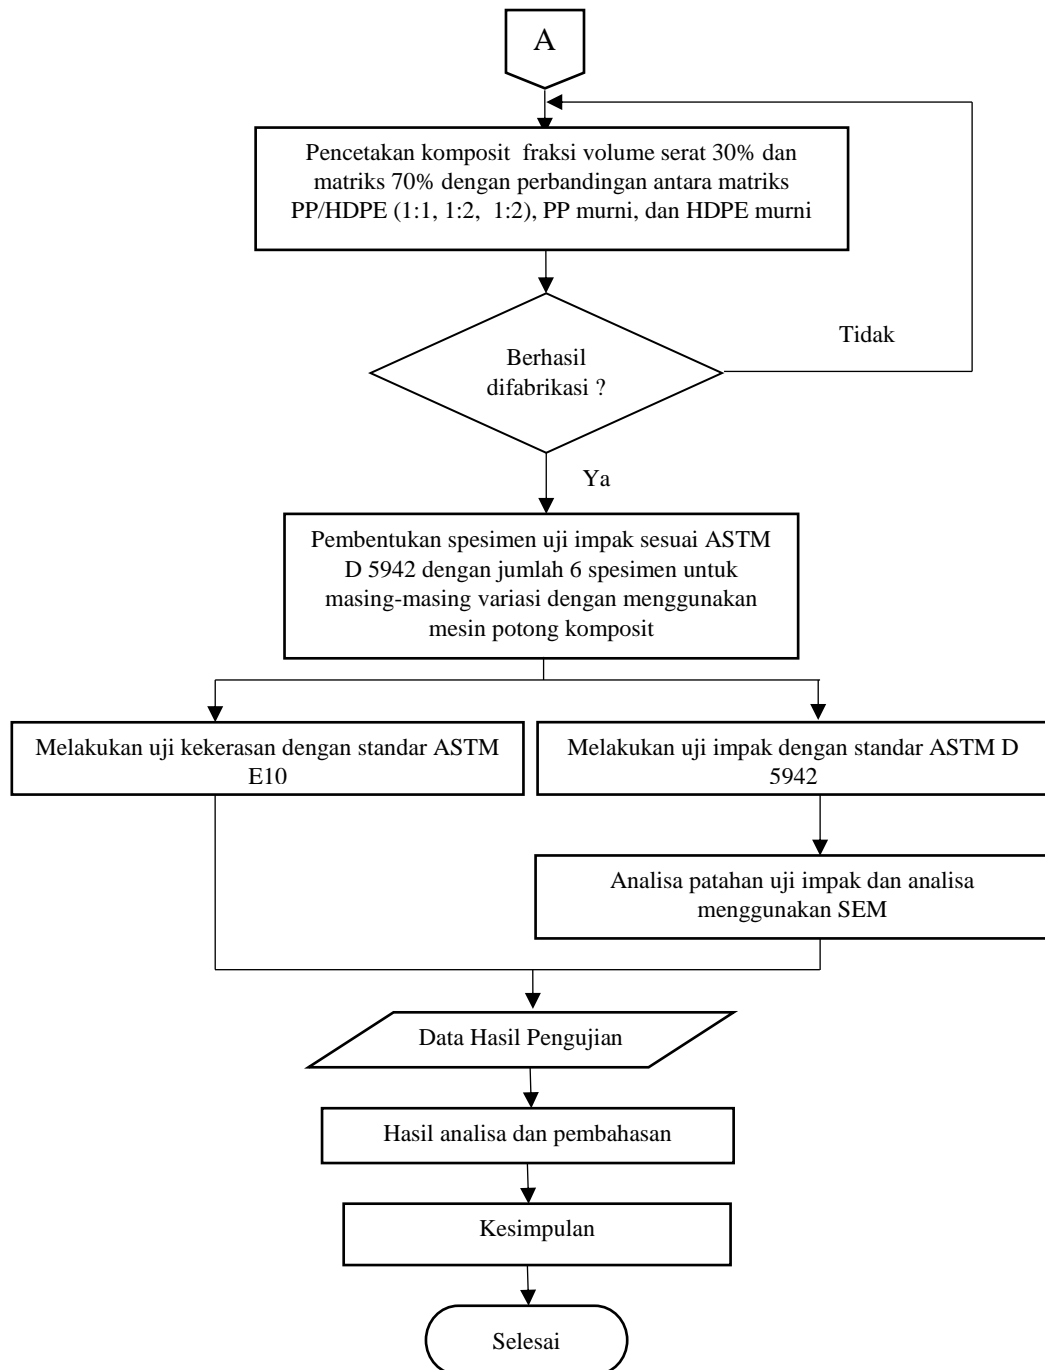 A
Pencetakan komposit fraksi volume serat 30% dan
matriks 70% dengan perbandingan antara matriks
PP/HDPE (1:1, 1:2, 1:2), PP murni, dan HDPE murni
Tidak
Berhasil
difabrikasi ?
Ya
Pembentukan spesimen uji impak sesuai ASTM
D 5942 dengan jumlah 6 spesimen untuk
masing-masing variasi dengan menggunakan
mesin potong komposit
Melakukan uji kekerasan dengan standar ASTM
E10
Melakukan uji impak dengan standar ASTM D
5942
Analisa patahan uji impak dan analisa
menggunakan SEM
Data Hasil Pengujian
Hasil analisa dan pembahasan
Kesimpulan
Selesai